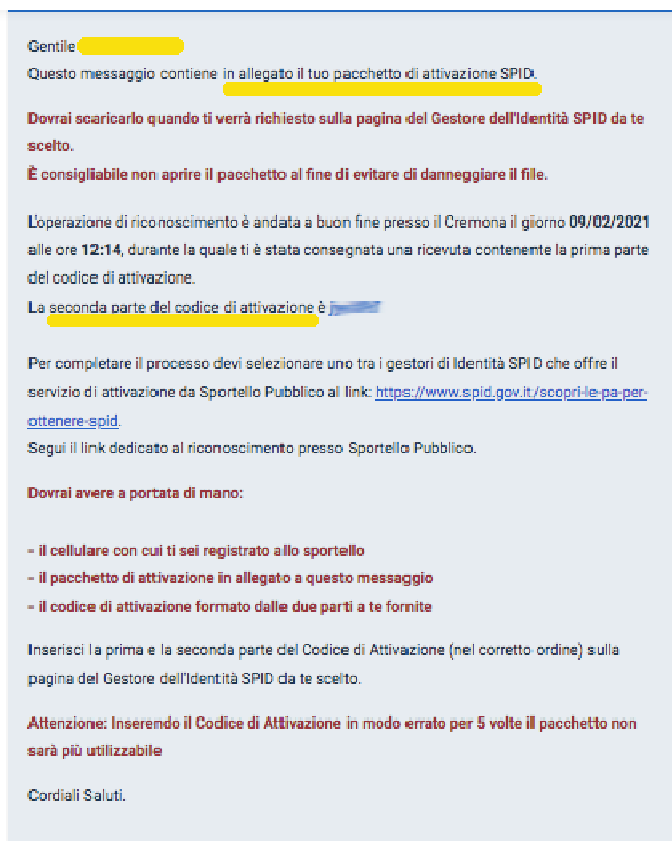 Gentile
Questo messaggio contiene in allegato il tuo pacchetto di attivazione SPID.
Dovrai scaricarlo quando ti verrà richiesto sulla pagina del Gestore dell'Identità SPID da te
scelto.
È consigliabile non aprire il pacchetto al fine di evitare di danneggiare il file.
L'operazione di riconoscimento è andata a buon fine presso il Cremona il giorno 09/02/2021
alle ore 12:14, durante la quale ti è stata consegnata una ricevuta contenente la prima parte
del codice di attivazione.
La seconda parte del codice di attivazione è
Per completare il processo devi selezionare uno tra i gestori di Identità SPID che offre il
servizio di attivazione da Sportello Pubblico al link: https://www.spid.gov.it/scopri-le-pa-per-
ottenere-spid.
Segui il link dedicato al riconoscimento presso Sportello Pubblico.
Dovrai avere a portata di mano:
- il cellulare con cui ti sei registrato allo sportello
- il pacchetto di attivazione in allegato a questo messaggio
- il codice di attivazione formato dalle due parti a te fornite
Inserisci la prima e la seconda parte del Codice di Attivazione (nel corretto ordine) sulla
pagina del Gestore dell'Identità SPID da te scelto.
Attenzione: Inserendo il Codice di Attivazione in modo errato per 5 volte il pacchetto non
sarà più utilizzabile
Cordiali Saluti.